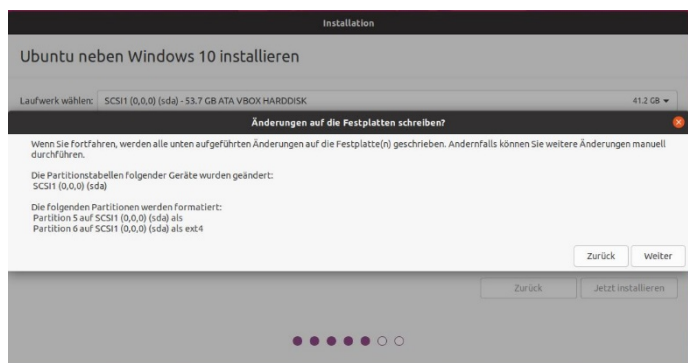 Installation
Ubuntu neben Windows 10 installieren
Laufwerk wählen: SCSI1 (0,0,0) (sda) - 53.7 GB ATA VBOX HARDDISK 41.2 GB
Änderungen auf die Festplatten schreiben?
Wenn Sie fortfahren, werden alle unten aufgeführten Änderungen auf die Festplatte(n) geschrieben. Andernfalls können Sie weitere Änderungen manuell
durchführen.
Die Partitionstabellen folgender Geräte wurden geändert:
SCSI1 (0,0,0) (sda)
Die folgenden Partitionen werden formatiert:
Partition 5 auf SCSI1 (0,0,0) (sda) als
Partition 6 auf SCSI1 (0,0,0) (sda) als ext4
Zurück Weiter
Zurück Jetzt installieren